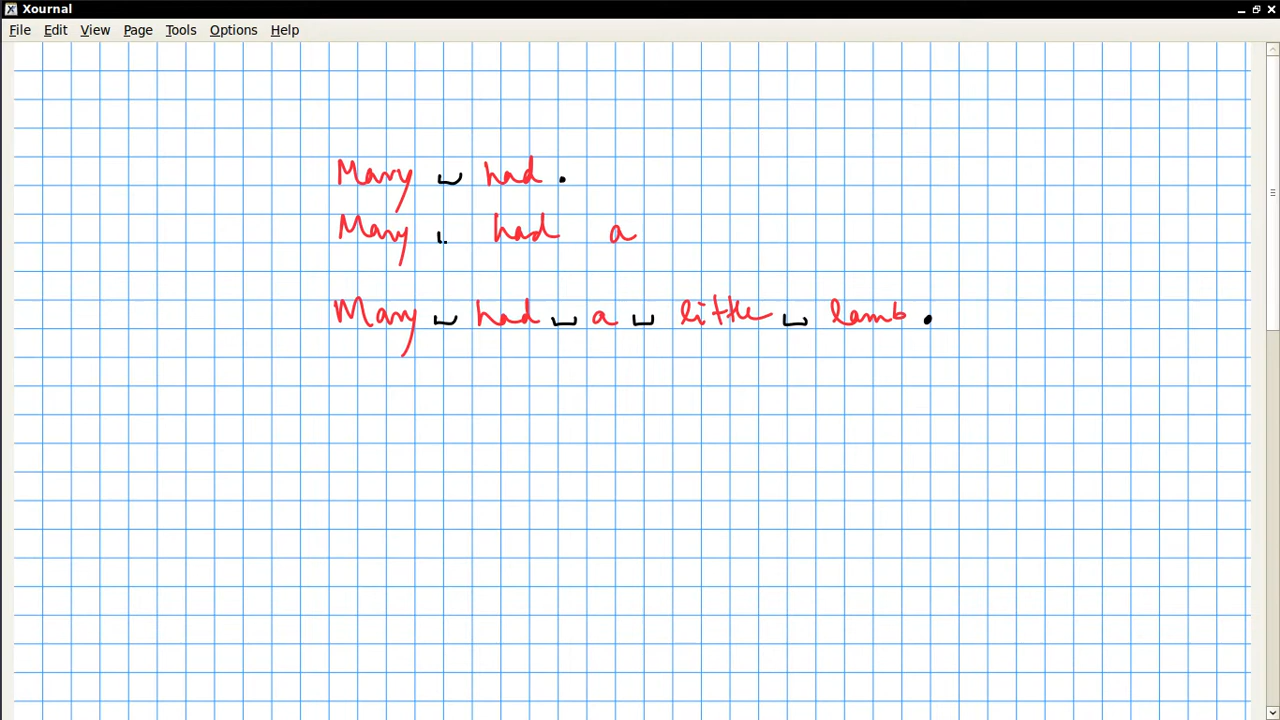 Xournal
File Edit View Page Tools Options Help
Mary ␣ had .
Mary had a
Mary ␣ had ␣ a ␣ little ␣ lamb .